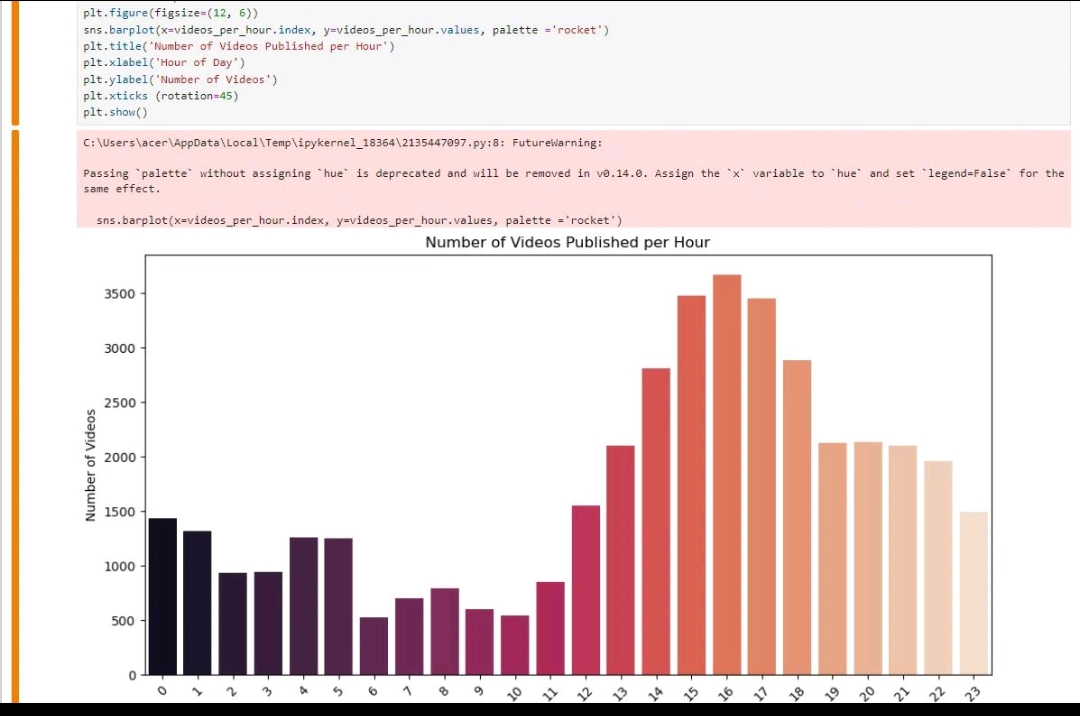 plt.figure(figsize=(12, 6))
sns.barplot(x=videos_per_hour.index, y=videos_per_hour.values, palette ='rocket')
plt.title('Number of Videos Published per Hour')
plt.xlabel('Hour of Day')
plt.ylabel('Number of Videos')
plt.xticks (rotation=45)
plt.show()
C:\Users\acer\AppData\Local\Temp\ipykernel_18364\2135447097.py:8: FutureWarning:
Passing `palette` without assigning `hue` is deprecated and will be removed in v0.14.0. Assign the `x` variable to `hue` and set `legend=False` for the
same effect.
sns.barplot(x=videos_per_hour.index, y=videos_per_hour.values, palette ='rocket')
Number of Videos Published per Hour
Number of Videos
3500
3000
2500
2000
1500
1000
500
0
0 1 2 3 4 5 6 7 8 9 10 11 12 13 14 15 16 17 18 19 20 21 22 23